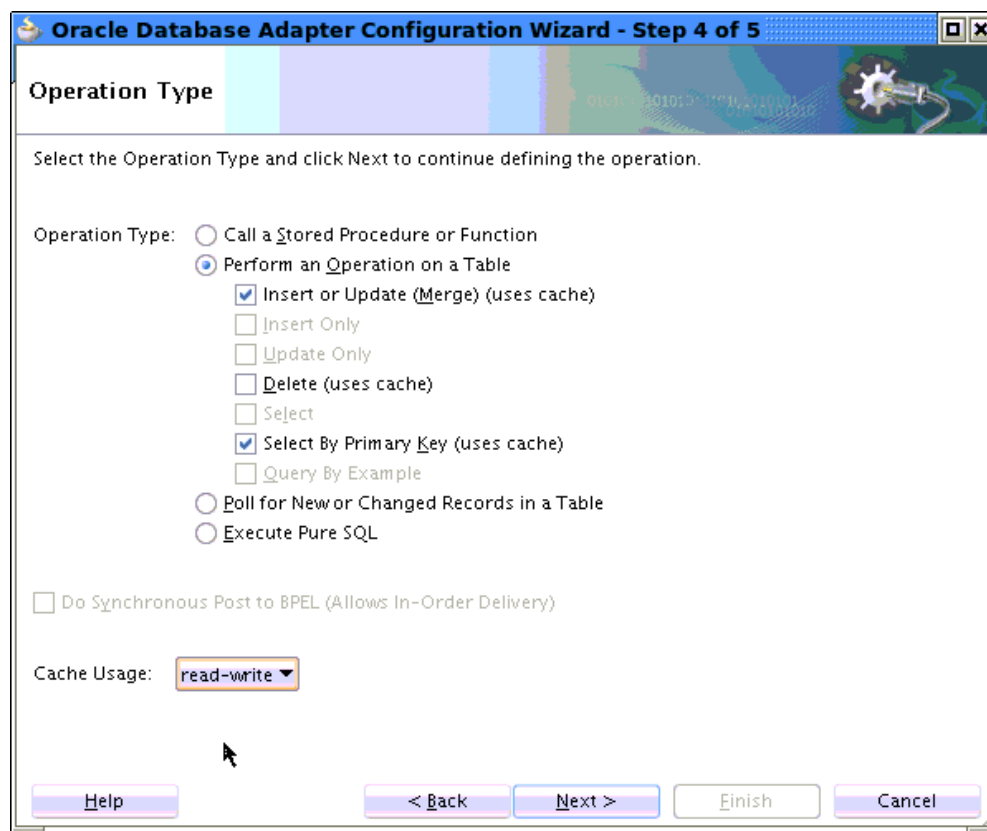 Oracle Database Adapter Configuration Wizard - Step 4 of 5
Operation Type
Select the Operation Type and click Next to continue defining the operation.
Operation Type: Call a Stored Procedure or Function
Perform an Operation on a Table
Insert or Update (Merge) (uses cache)
Insert Only
Update Only
Delete (uses cache)
Select
Select By Primary Key (uses cache)
Query By Example
Poll for New or Changed Records in a Table
Execute Pure SQL
Do Synchronous Post to BPEL (Allows In-Order Delivery)
Cache Usage: read-write
Help < Back Next > Finish Cancel